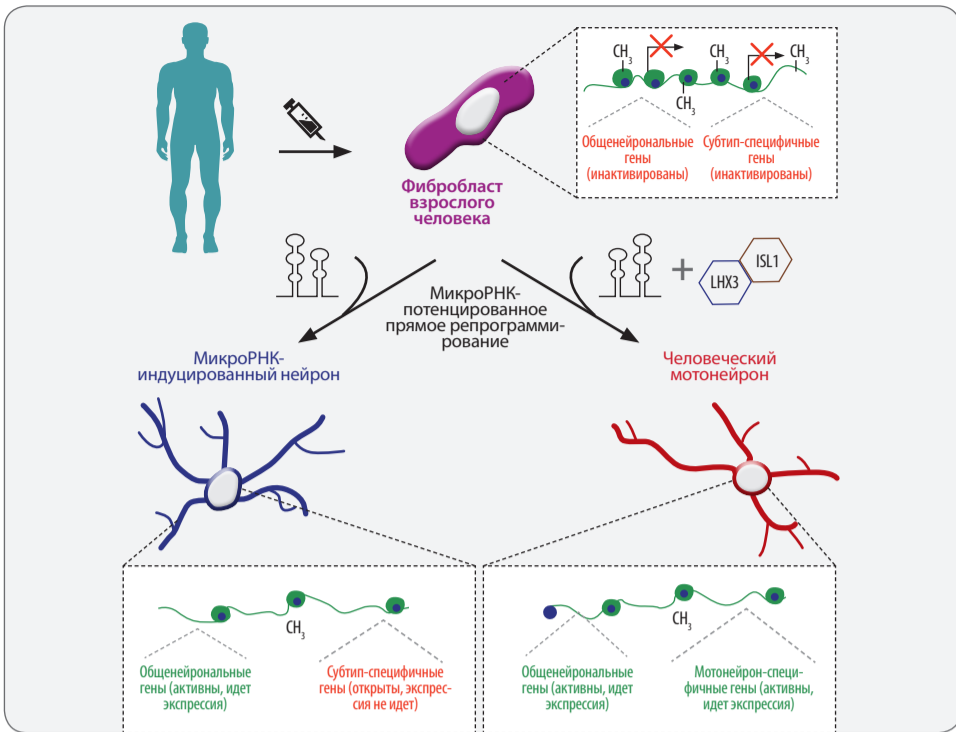 CH3
CH3
CH3
CH3
Общенейрональные
гены
(инактивированы)
Субтип-специфичные
гены
(инактивированы)
Фибробласт
взрослого
человека
+
LHX3
ISL1
МикроРНК-
потенцированное
прямое репрограмми-
рование
МикроРНК-
индуцированный нейрон
Человеческий
мотонейрон
CH3
Общенейрональные
гены (активны, идет
экспрессия)
Субтип-специфичные
гены (открыты, экспрес-
сия не идет)
CH3
Общенейрональные
гены (активны, идет
экспрессия)
Мотонейрон-специ-
фичные гены (активны,
идет экспрессия)